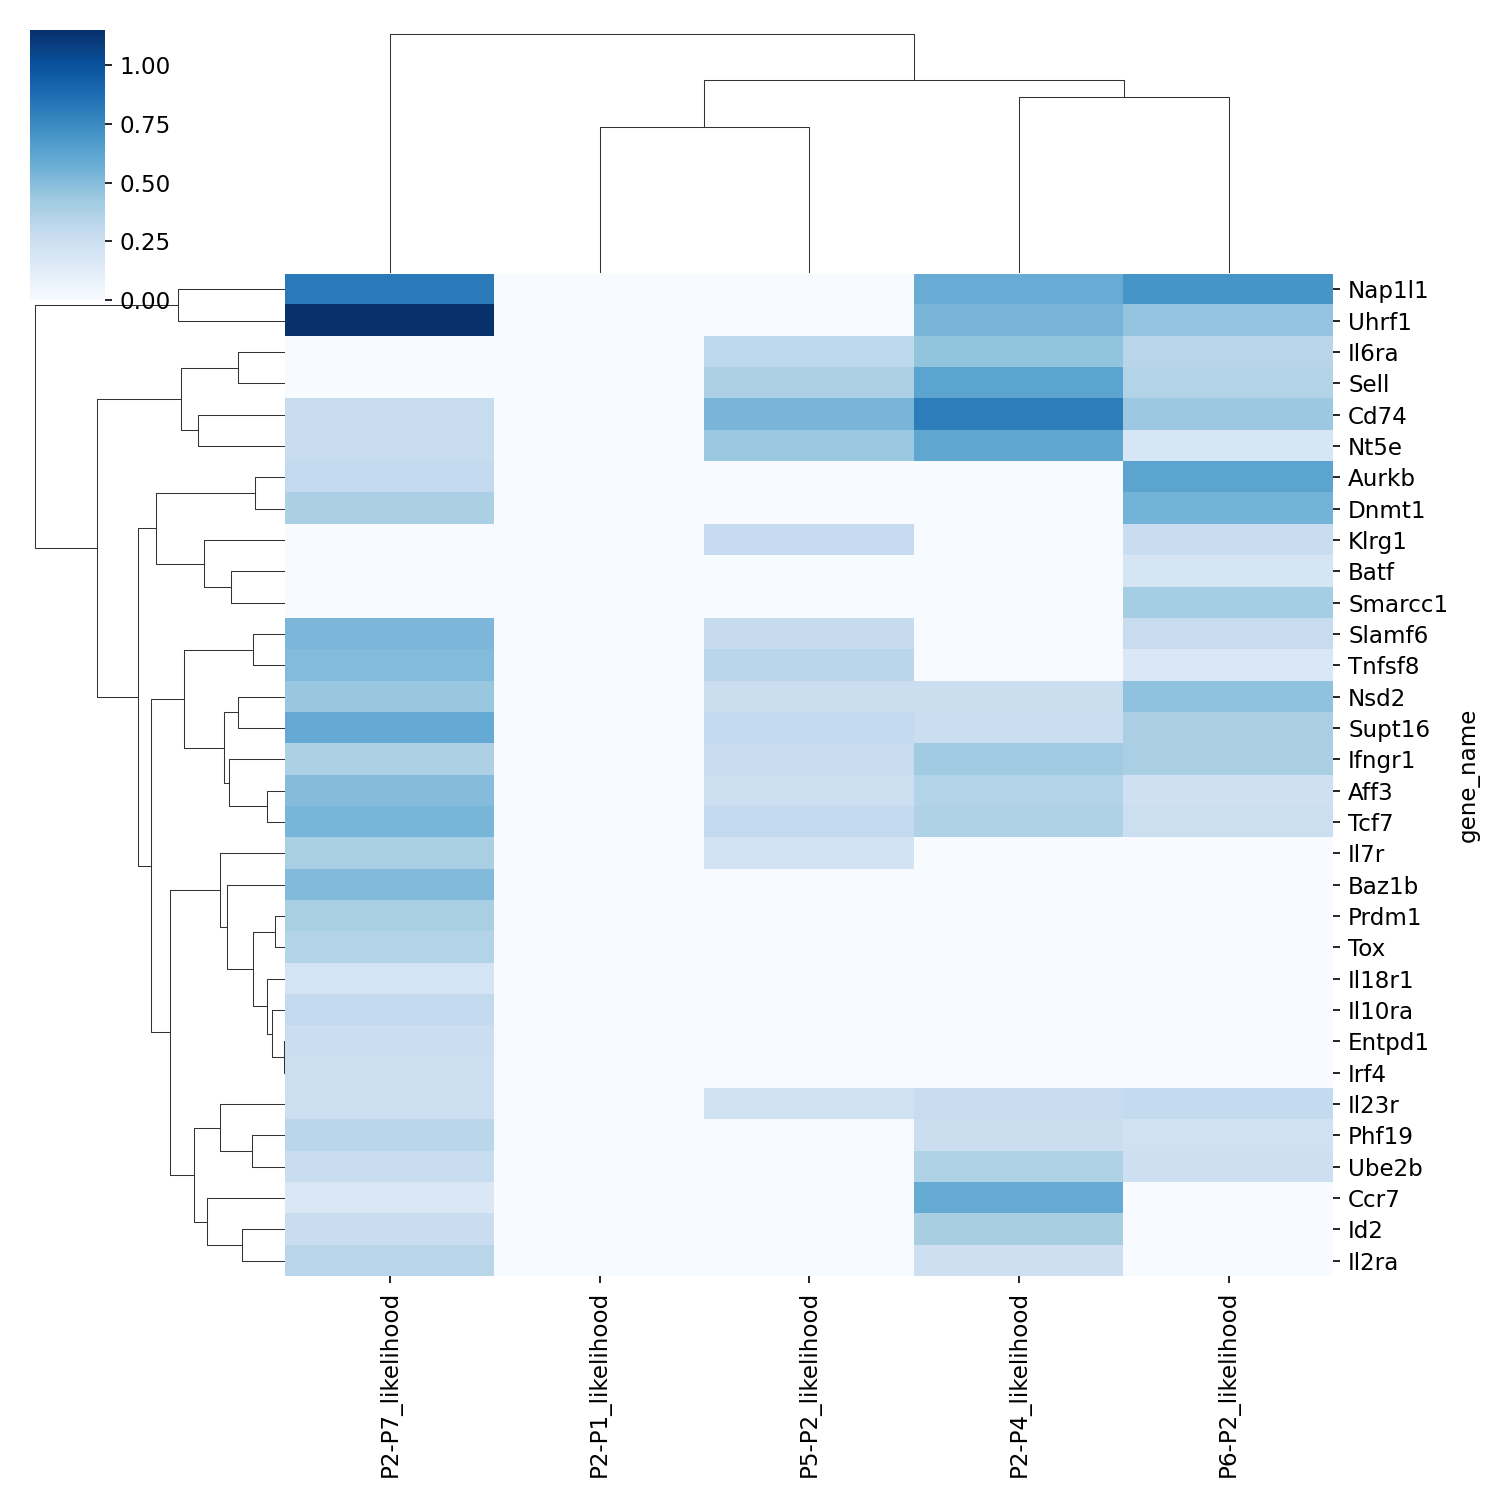 1.00
0.75
0.50
0.25
0.00
Nap1l1
Uhrf1
Il6ra
Sell
Cd74
Nt5e
Aurkb
Dnmt1
Klrg1
Batf
Smarcc1
Slamf6
Tnfsf8
Nsd2
Supt16
Ifngr1
Aff3
Tcf7
Il7r
Baz1b
Prdm1
Tox
Il18r1
Il10ra
Entpd1
Irf4
Il23r
Phf19
Ube2b
Ccr7
Id2
Il2ra
gene_name
P2-P7_likelihood
P2-P1_likelihood
P5-P2_likelihood
P2-P4_likelihood
P6-P2_likelihood